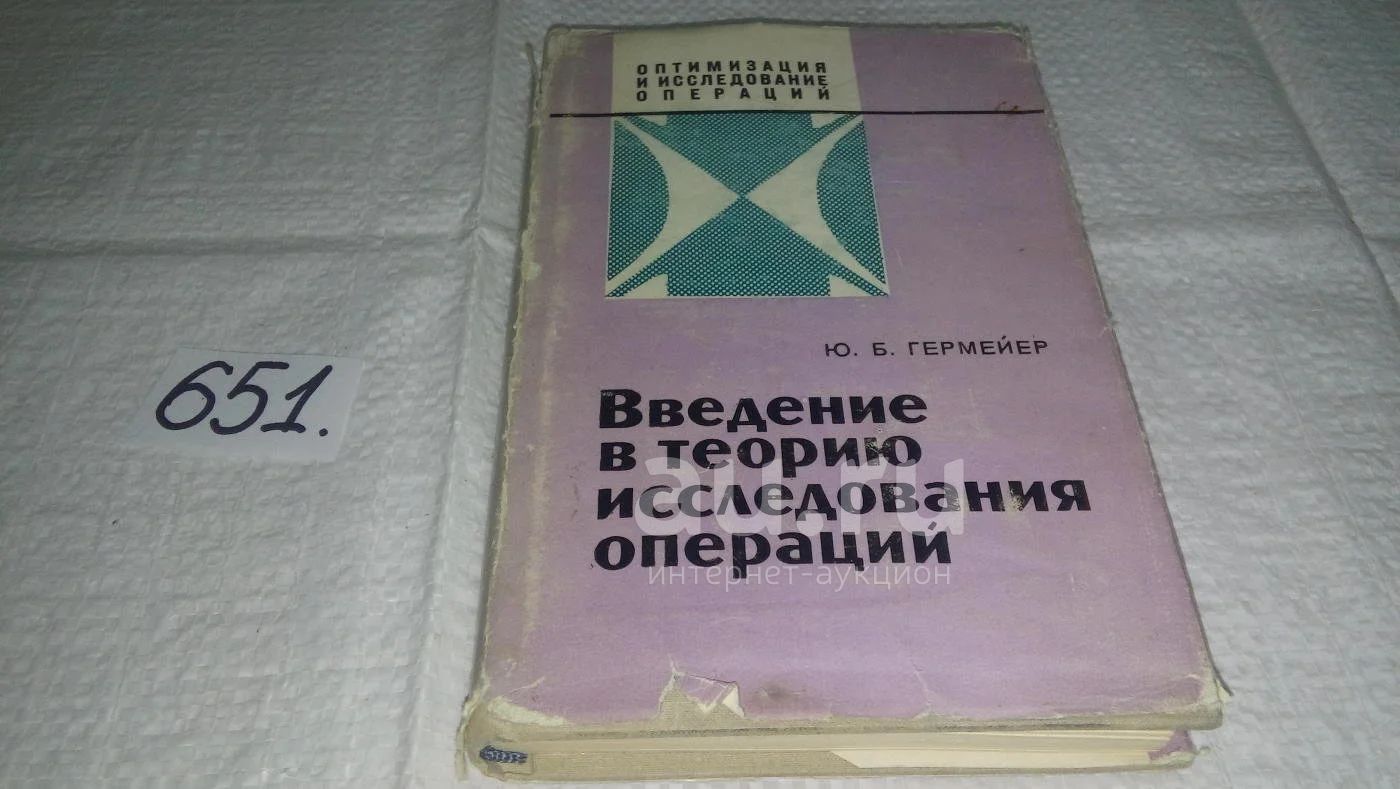 ОПТИМИЗАЦИЯ
И ИССЛЕДОВАНИЕ
ОПЕРАЦИЙ
Ю. Б. ГЕРМЕЙЕР
Введение
в теорию
исследования
операций
au.ru
интернет-аукцион
651.